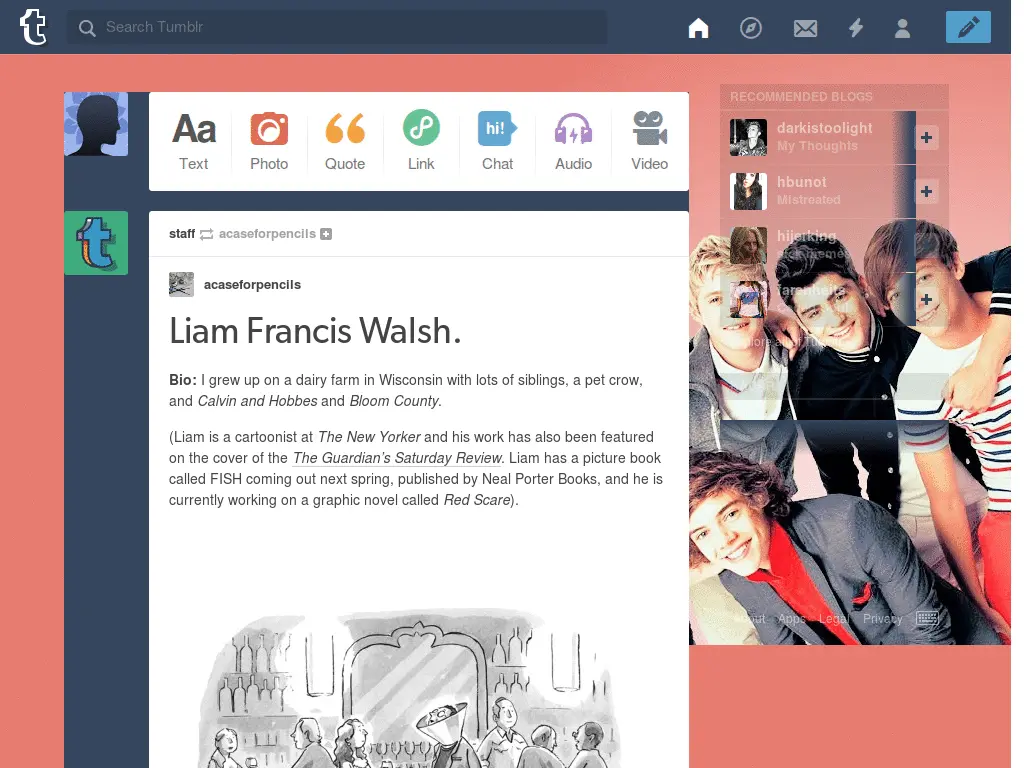 Search Tumblr
Aa
hi!
Text
Photo
Quote
Link
Chat
Audio
Video
RECOMMENDED BLOGS
darkistoolight
My Thoughts
hbunot
Mistreated
hijerking
farenheits
staff acaseforpencils
acaseforpencils
Liam Francis Walsh.
Bio: I grew up on a dairy farm in Wisconsin with lots of siblings, a pet crow,
and Calvin and Hobbes and Bloom County.
(Liam is a cartoonist at The New Yorker and his work has also been featured
on the cover of the The Guardian's Saturday Review. Liam has a picture book
called FISH coming out next spring, published by Neal Porter Books, and he is
currently working on a graphic novel called Red Scare).
About Apps Legal Privacy